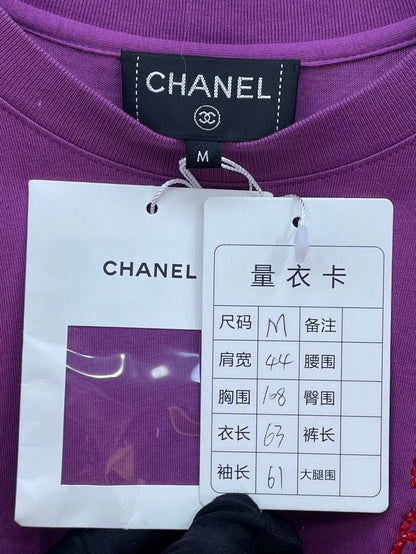 CHANEL
M
CHANEL
量衣卡
尺码 M 备注
肩宽 44 腰围
胸围 108 臀围
衣长 63 裤长
袖长 61 大腿围